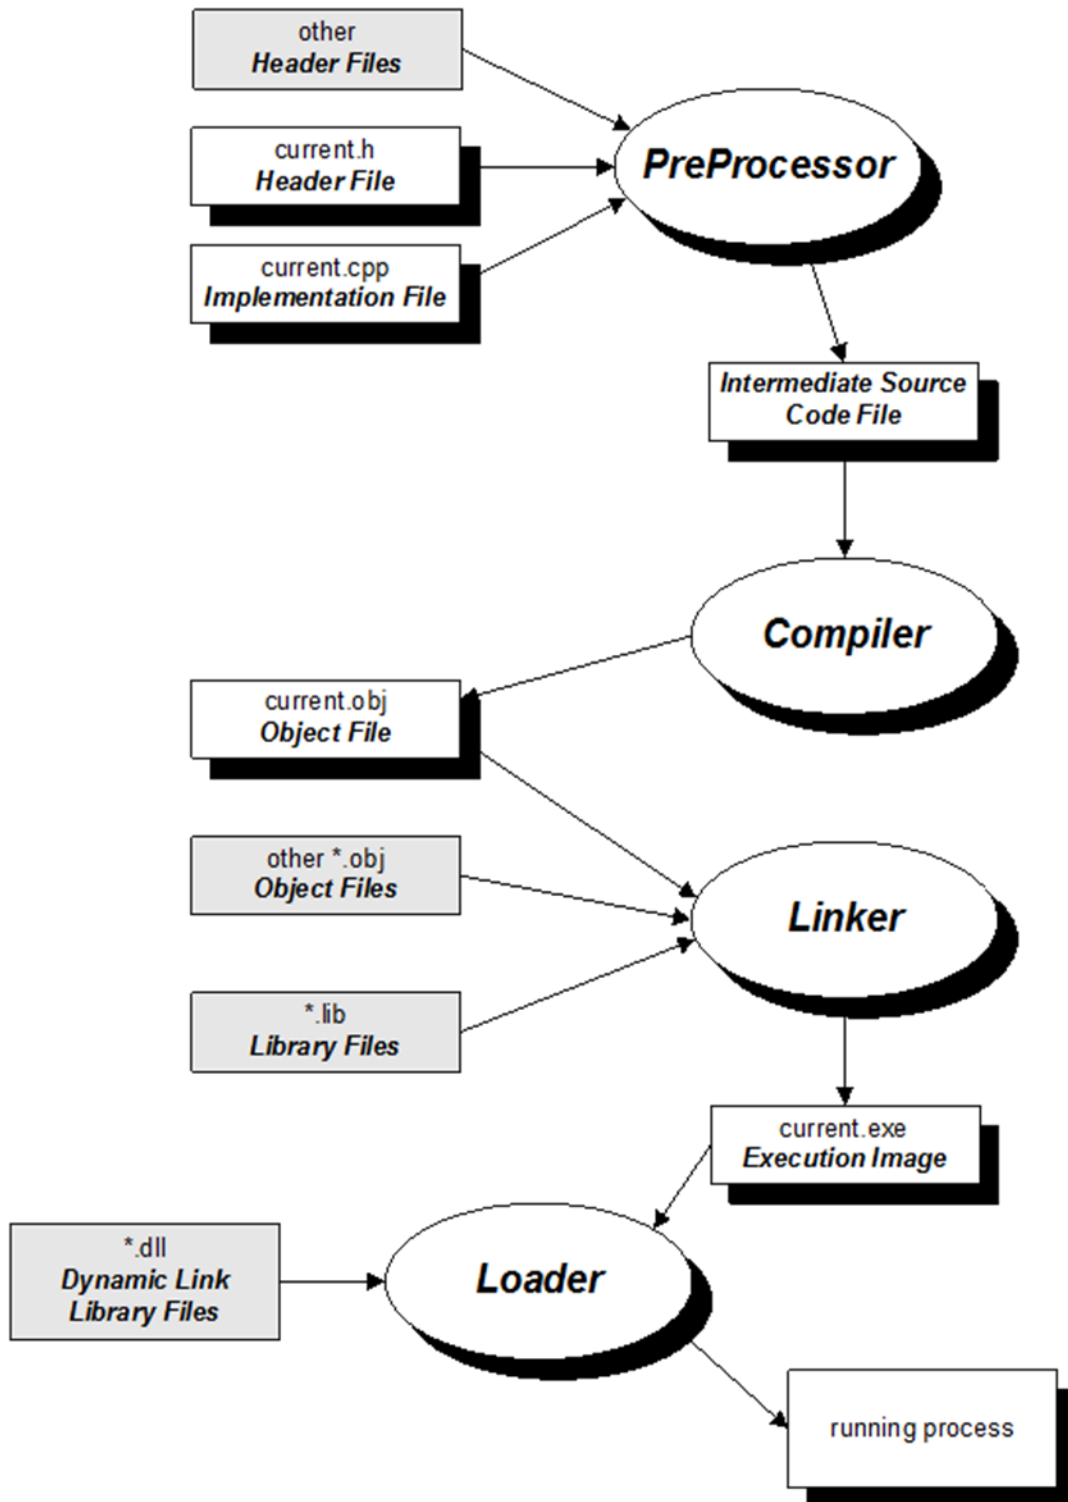 other
Header Files
current.h
Header File
current.cpp
Implementation File
PreProcessor
Intermediate Source
Code File
Compiler
current.obj
Object File
other *.obj
Object Files
*.lib
Library Files
Linker
current.exe
Execution Image
*.dll
Dynamic Link
Library Files
Loader
running process